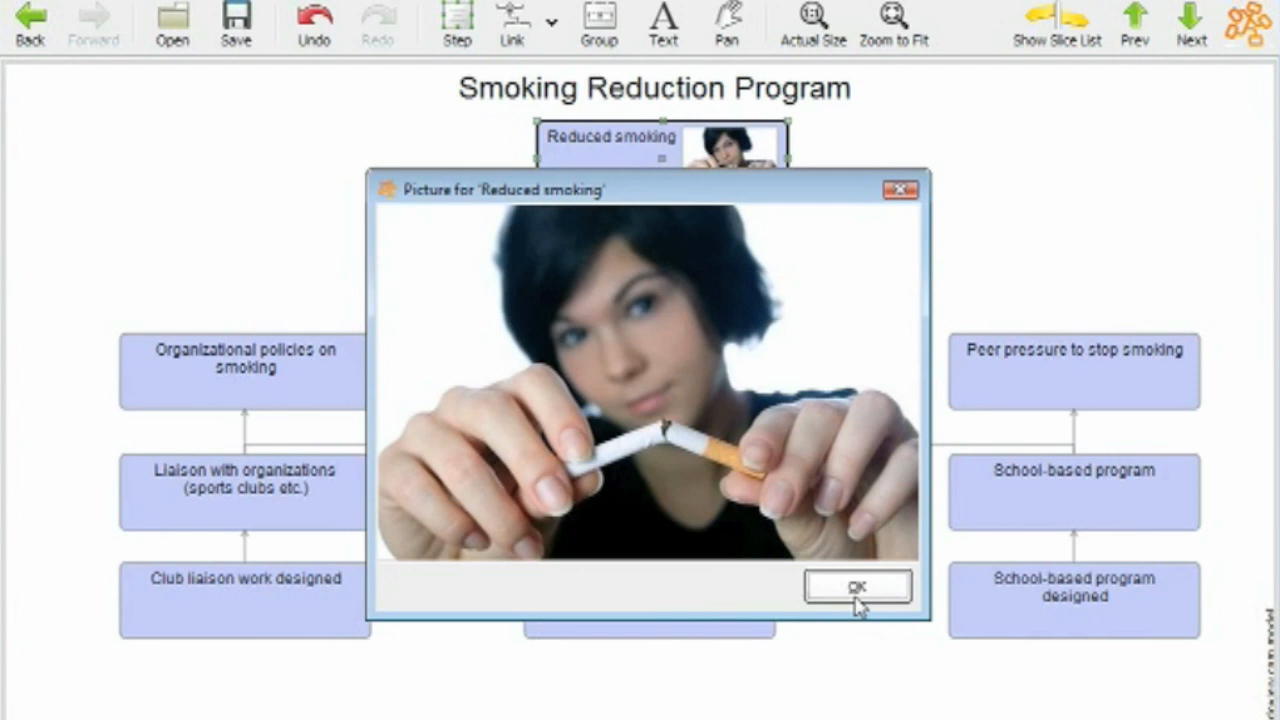 Back Forward Open Save Undo Redo Step Link Group Text Pan Actual Size Zoom to Fit Show Slice List Prev Next
Smoking Reduction Program
Reduced smoking
Picture for 'Reduced smoking'
Organizational policies on
smoking
Peer pressure to stop smoking
Liaison with organizations
(sports clubs etc.)
School-based program
Club liaison work designed
School-based program
designed
OK